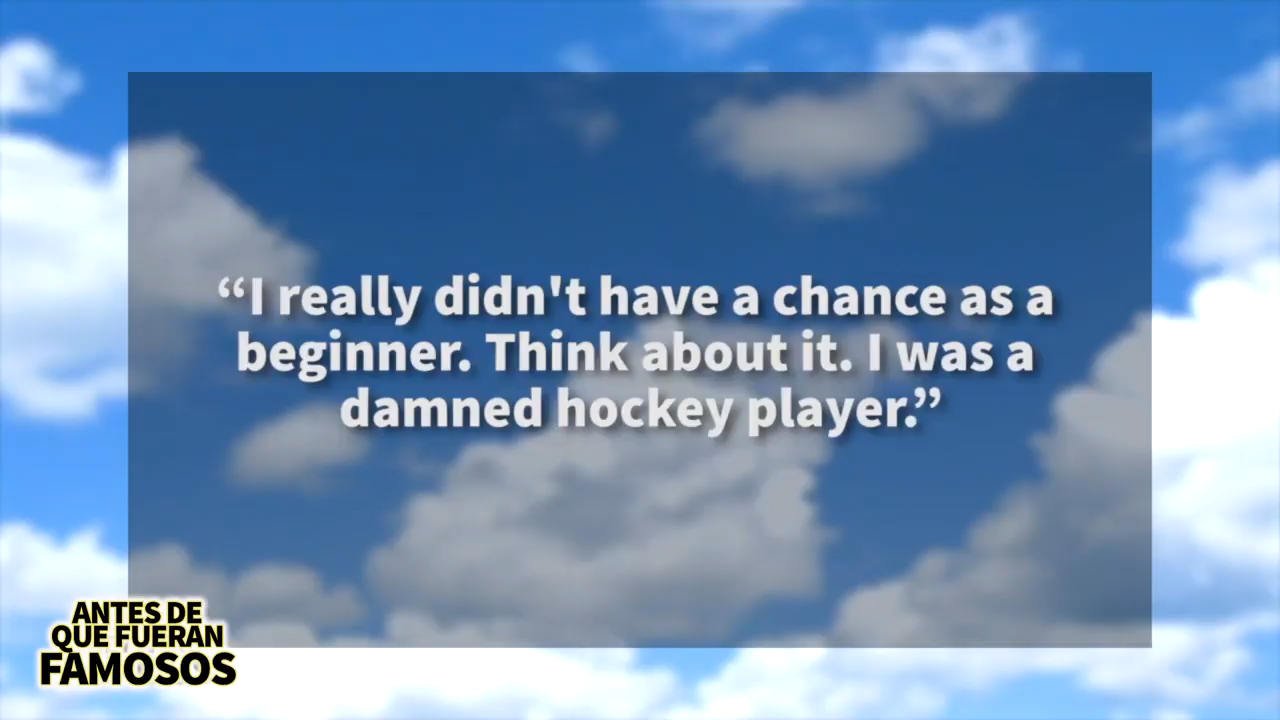 “I really didn't have a chance as a
beginner. Think about it. I was a
damned hockey player.”
ANTES DE
QUE FUERAN
FAMOSOS